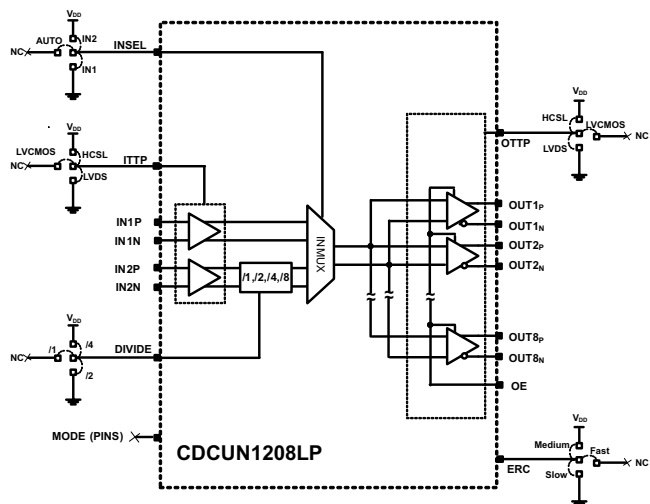 VDD
IN2
AUTO
NC
INSEL
IN1
VDD
HCSL
LVCMOS
NC
ITTP
LVDS
IN1P
IN1N
IN2P
IN2N
/1,/2,/4,/8
INMUX
VDD
/4
/1
NC
DIVIDE
/2
MODE (PINS)
CDCUN1208LP
VDD
HCSL
LVCMOS
NC
OTTP
LVDS
OUT1P
OUT1N
OUT2P
OUT2N
OUT8P
OUT8N
OE
VDD
Medium
Fast
NC
ERC
Slow